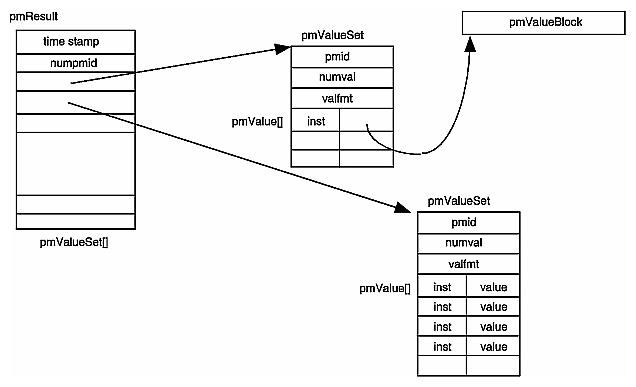 pmResult
time stamp
numpmid
pmValueSet[]
pmValueSet
pmid
numval
valfmt
pmValue[]
inst
pmValueBlock
pmValueSet
pmid
numval
valfmt
pmValue[]
inst value
inst value
inst value
inst value